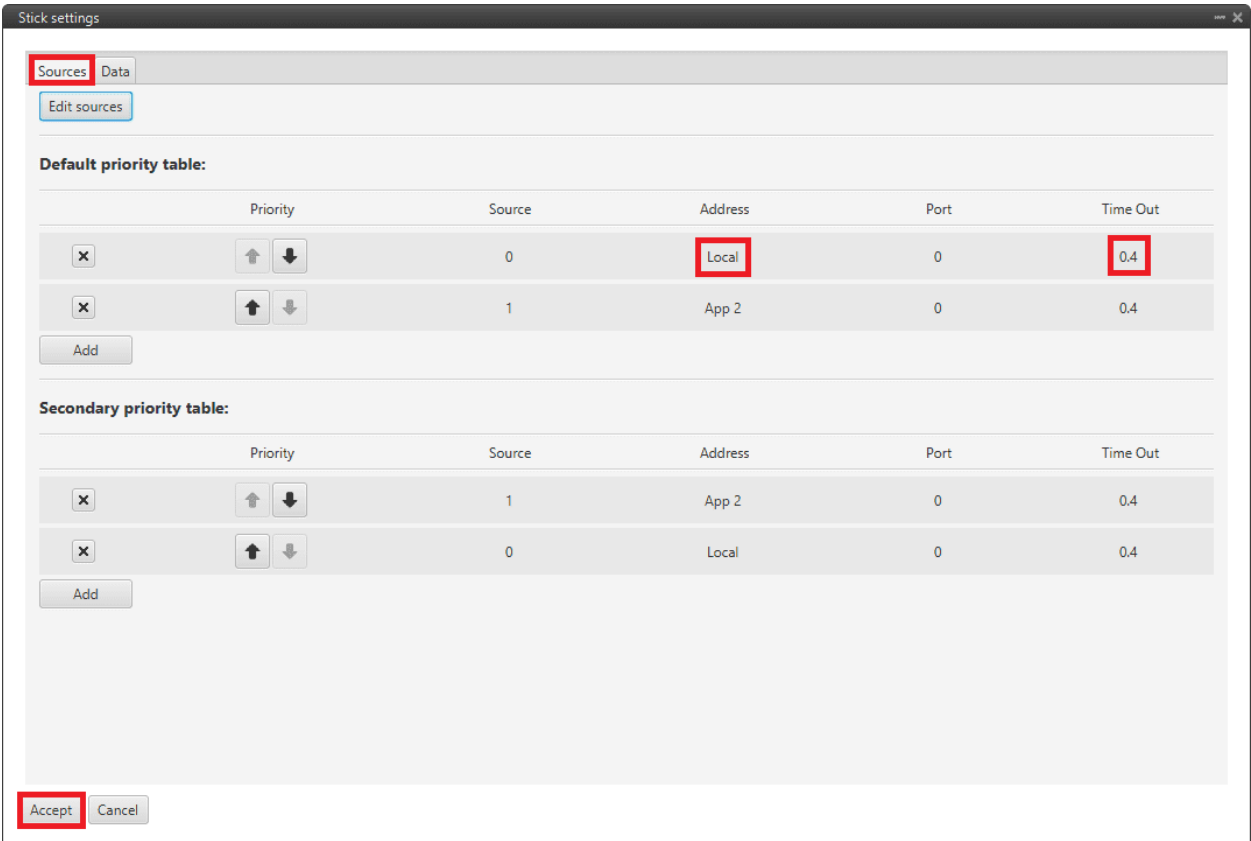 Stick settings
Sources Data
Edit sources
Default priority table:
Priority Source Address Port Time Out
0 Local 0 0.4
1 App 2 0 0.4
Add
Secondary priority table:
Priority Source Address Port Time Out
1 App 2 0 0.4
0 Local 0 0.4
Add
Accept Cancel